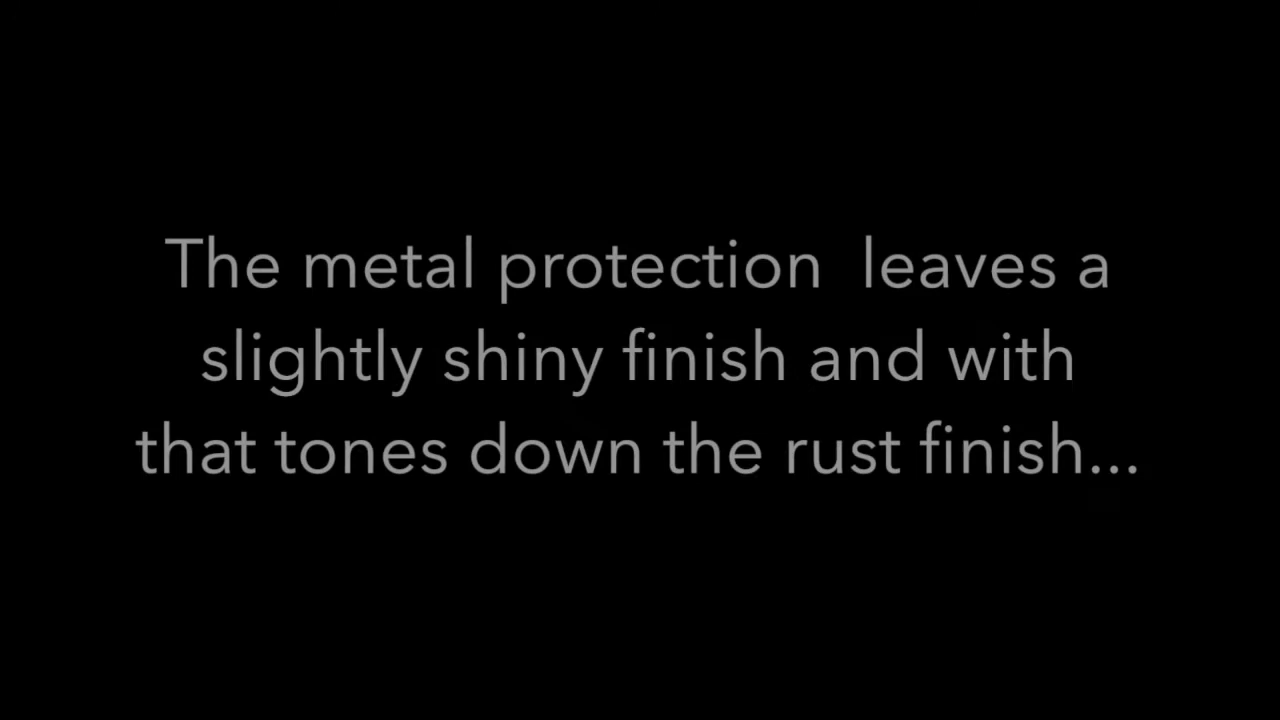 The metal protection  leaves a
slightly shiny finish and with
that tones down the rust finish...